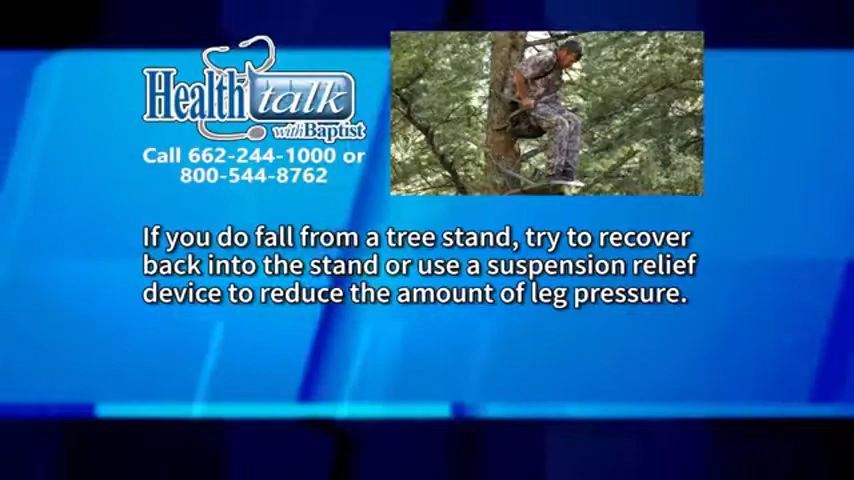 Health talk
with Baptist
Call 662-244-1000 or
800-544-8762
If you do fall from a tree stand, try to recover
back into the stand or use a suspension relief
device to reduce the amount of leg pressure.